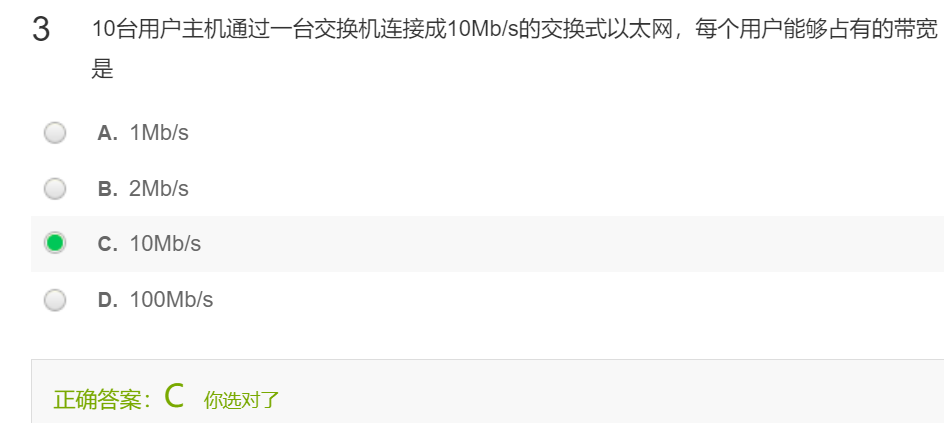 3 10台用户主机通过一台交换机连接成10Mb/s的交换式以太网，每个用户能够占有的带宽
是
A. 1Mb/s
B. 2Mb/s
C. 10Mb/s
D. 100Mb/s
正确答案：C 你选对了